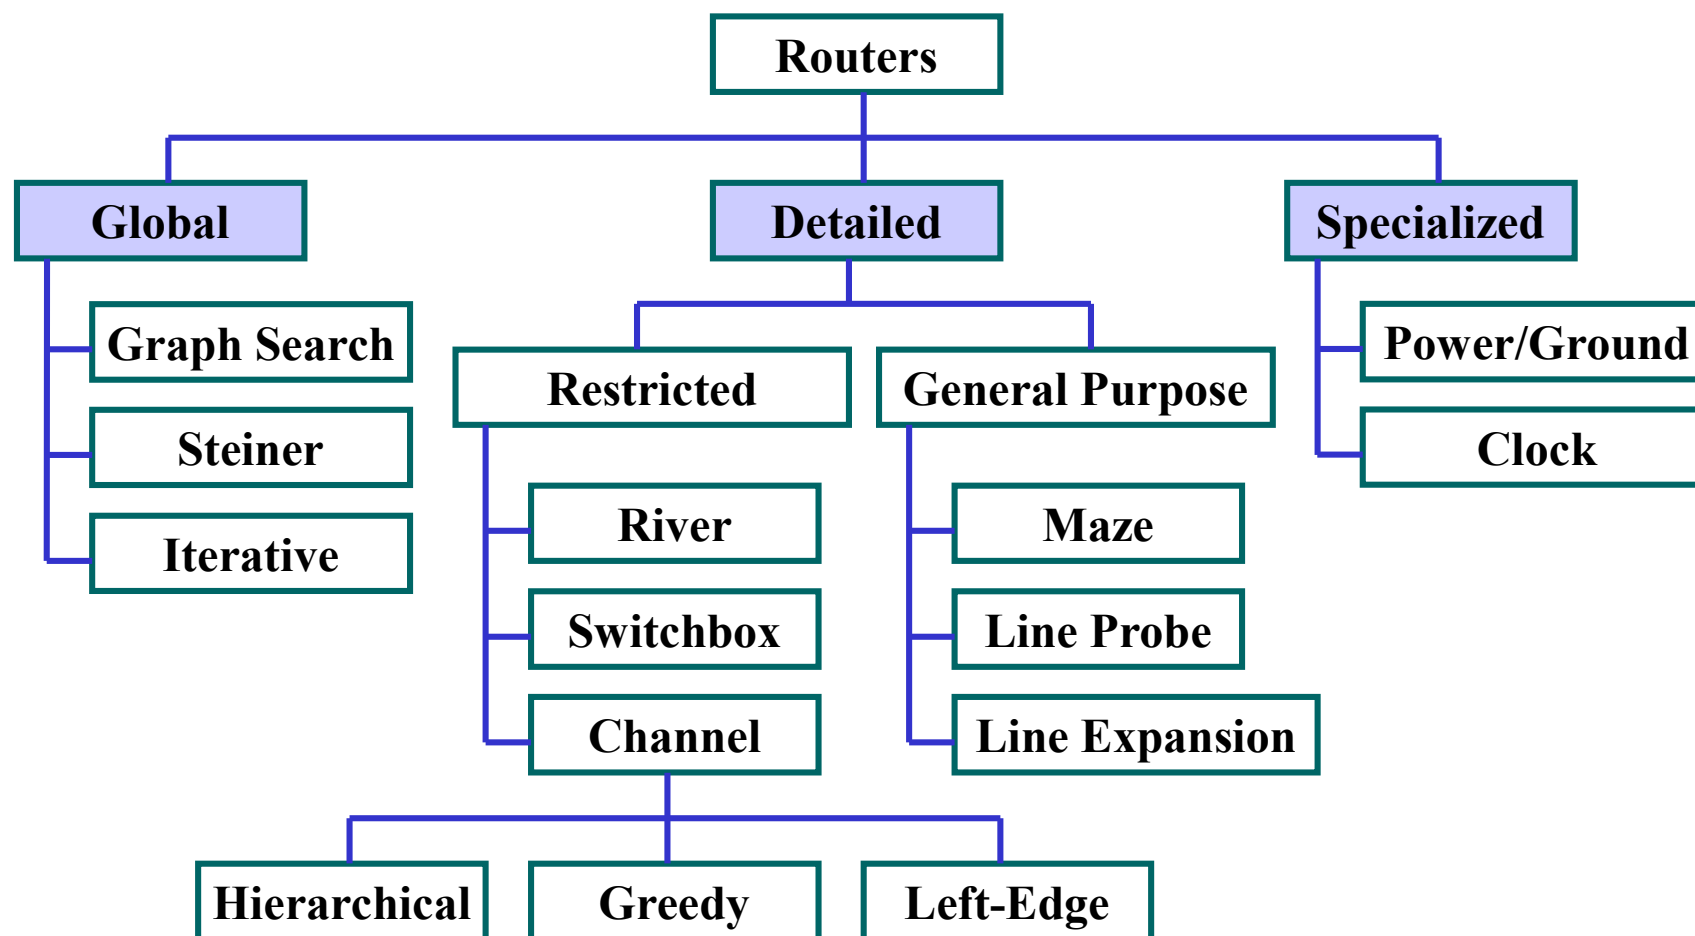 Routers
Global
Detailed
Specialized
Graph Search
Steiner
Iterative
Restricted
General Purpose
River
Switchbox
Channel
Maze
Line Probe
Line Expansion
Power/Ground
Clock
Hierarchical
Greedy
Left-Edge